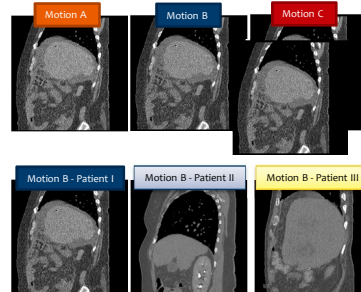 Motion A
Motion B
Motion C
Motion B - Patient I
Motion B - Patient II
Motion B - Patient III